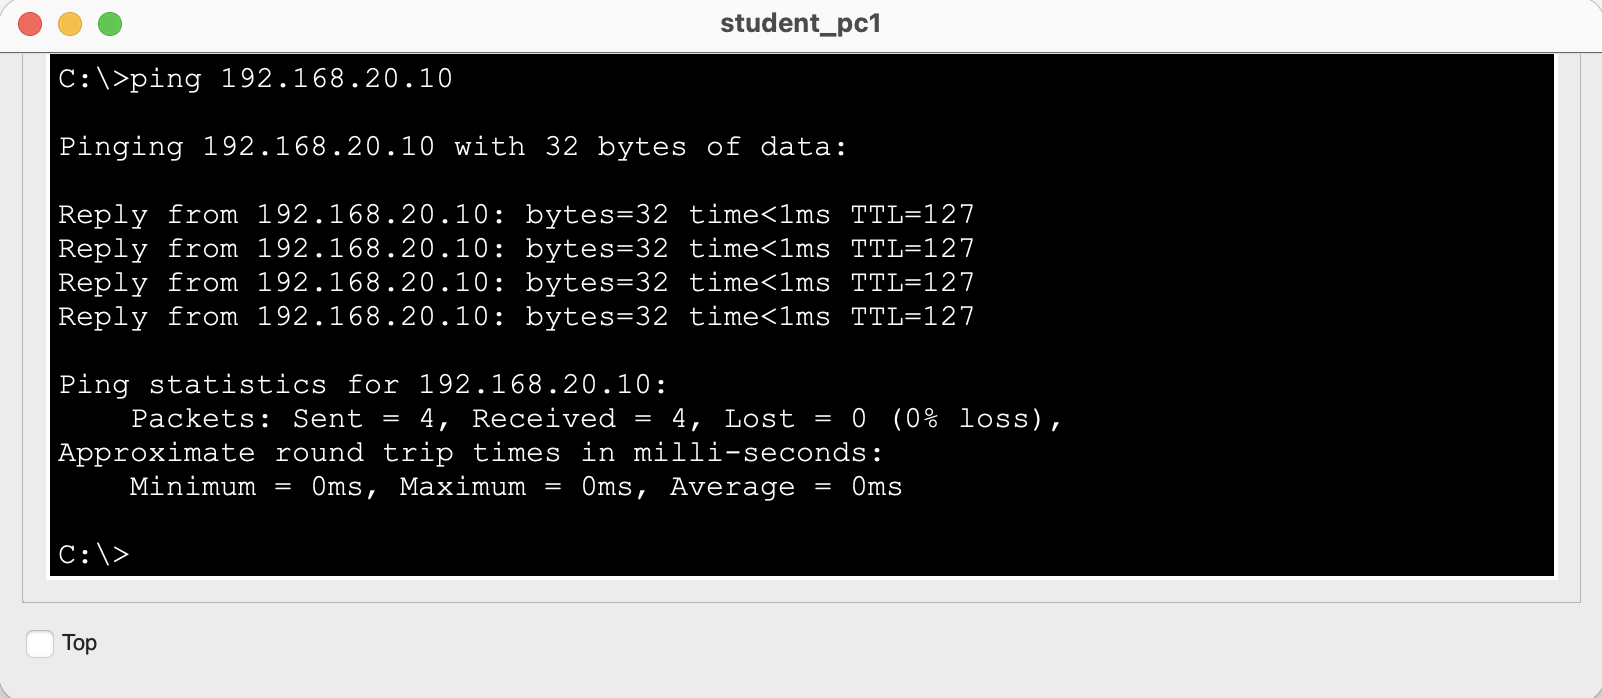 student_pc1
C:\>ping 192.168.20.10
Pinging 192.168.20.10 with 32 bytes of data:
Reply from 192.168.20.10: bytes=32 time<1ms TTL=127
Reply from 192.168.20.10: bytes=32 time<1ms TTL=127
Reply from 192.168.20.10: bytes=32 time<1ms TTL=127
Reply from 192.168.20.10: bytes=32 time<1ms TTL=127
Ping statistics for 192.168.20.10:
    Packets: Sent = 4, Received = 4, Lost = 0 (0% loss),
Approximate round trip times in milli-seconds:
    Minimum = 0ms, Maximum = 0ms, Average = 0ms
C:\>
Top